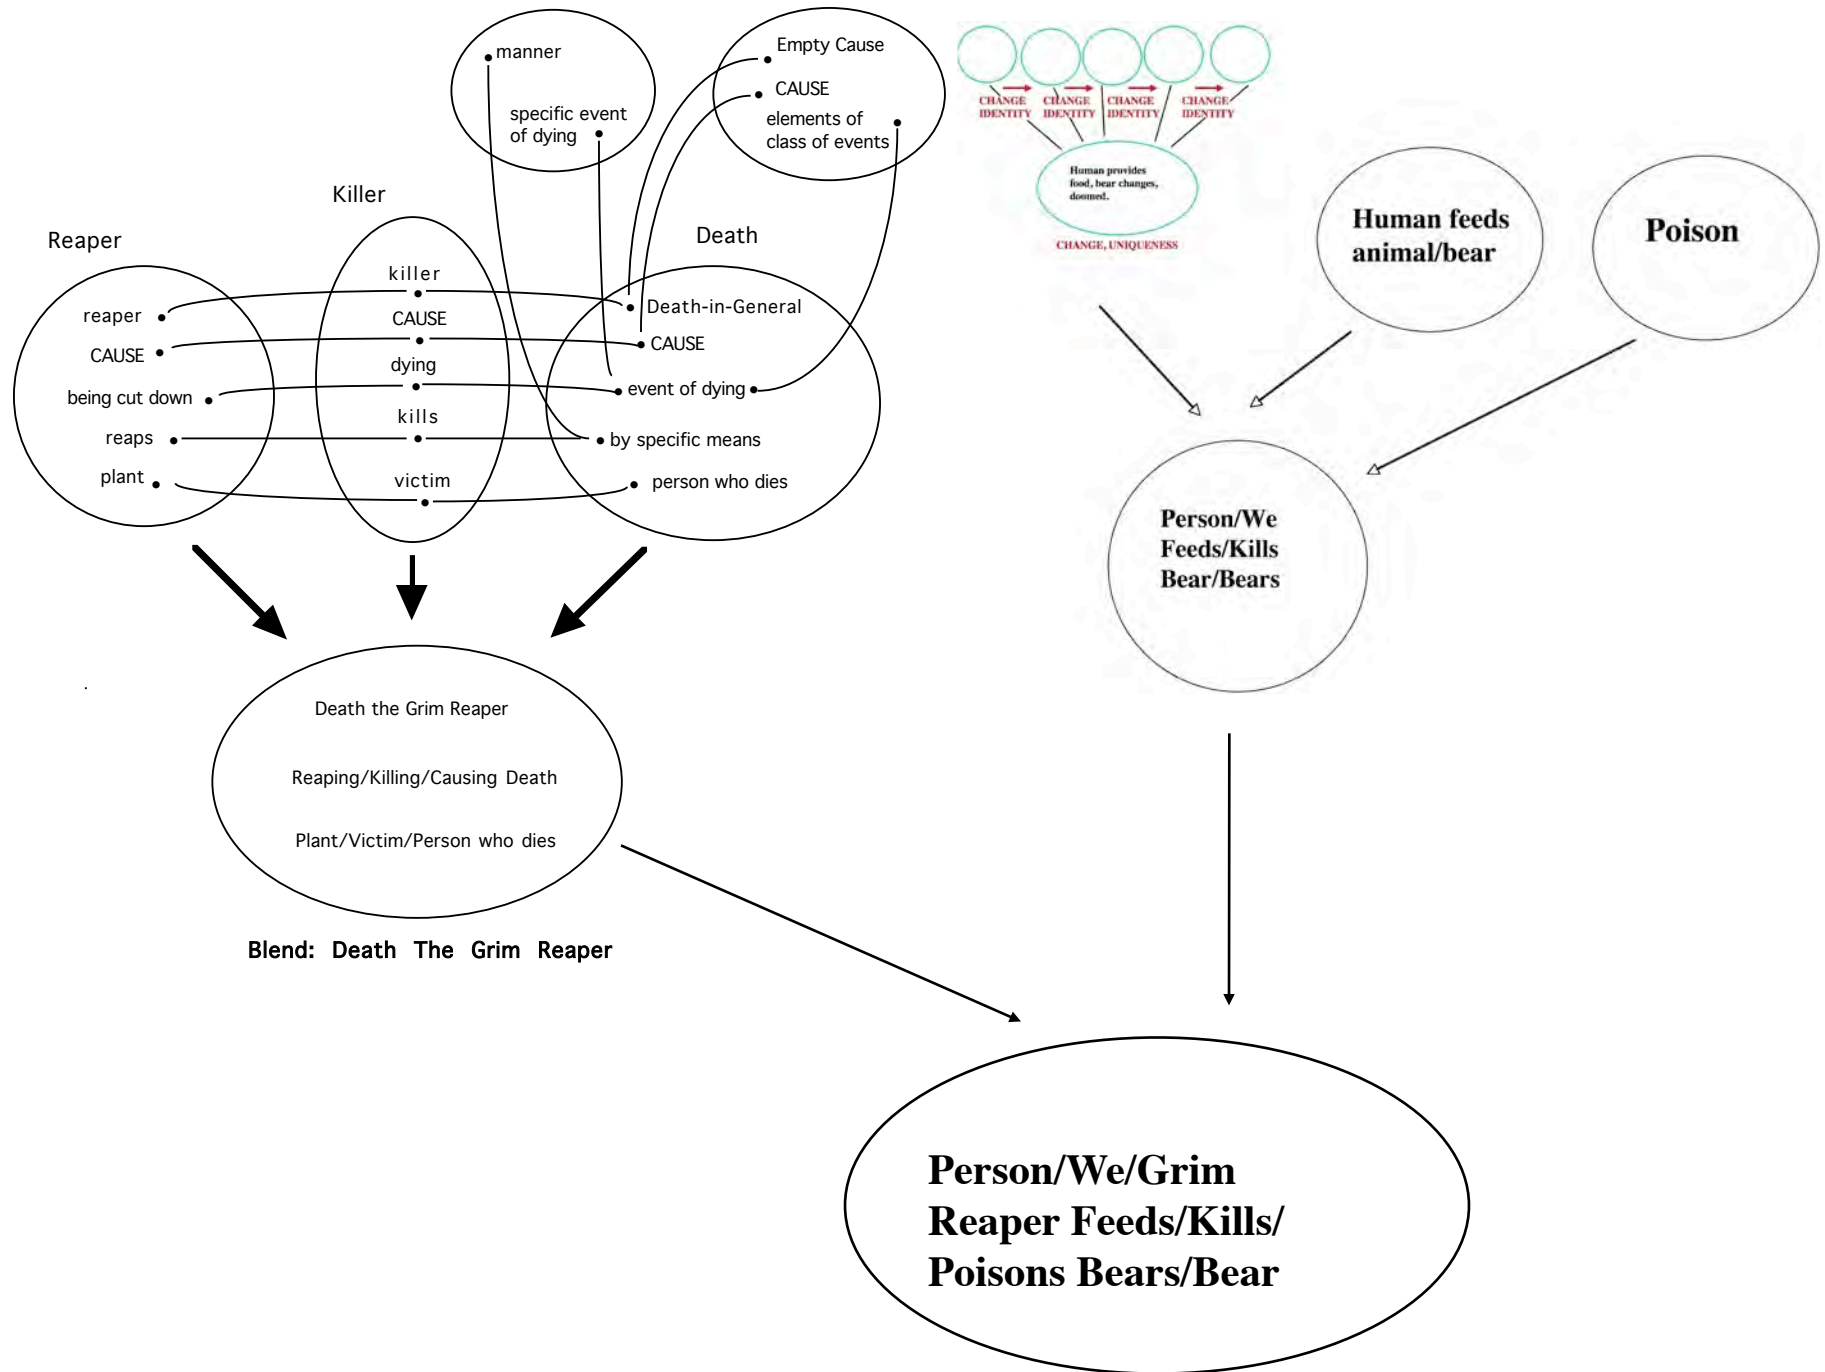 manner
specific event
of dying
Empty Cause
CAUSE
elements of
class of events
CHANGE
IDENTITY
CHANGE
IDENTITY
CHANGE
IDENTITY
CHANGE
IDENTITY
Human provides
food, bear changes,
doomed.
CHANGE, UNIQUENESS
Human feeds
animal/bear
Poison
Reaper
Killer
Death
reaper
CAUSE
being cut down
reaps
plant
killer
CAUSE
dying
kills
victim
Death-in-General
CAUSE
event of dying
by specific means
person who dies
Person/We
Feeds/Kills
Bear/Bears
Death the Grim Reaper
Reaping/Killing/Causing Death
Plant/Victim/Person who dies
Blend: Death The Grim Reaper
Person/We/Grim
Reaper Feeds/Kills/
Poisons Bears/Bear